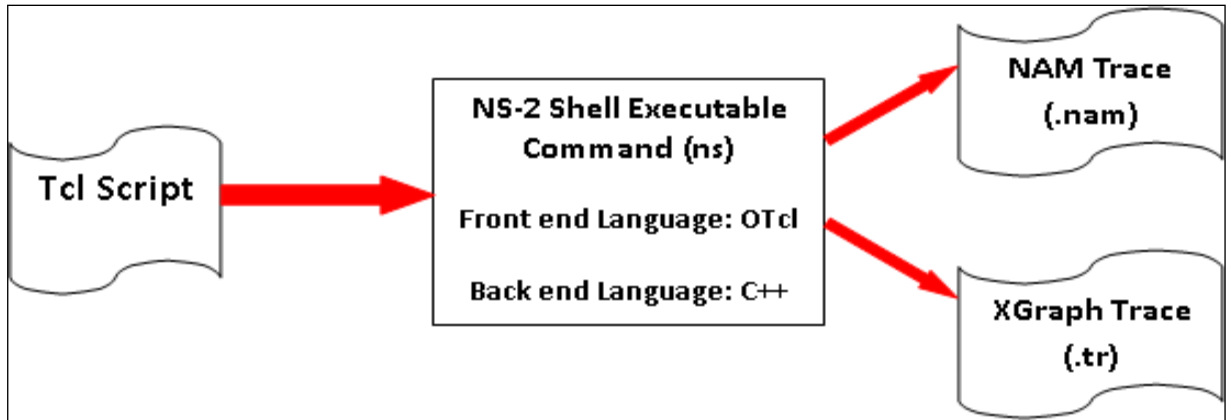 Tcl Script
NS-2 Shell Executable
Command (ns)
Front end Language: OTcl
Back end Language: C++
NAM Trace
(.nam)
XGraph Trace
(.tr)